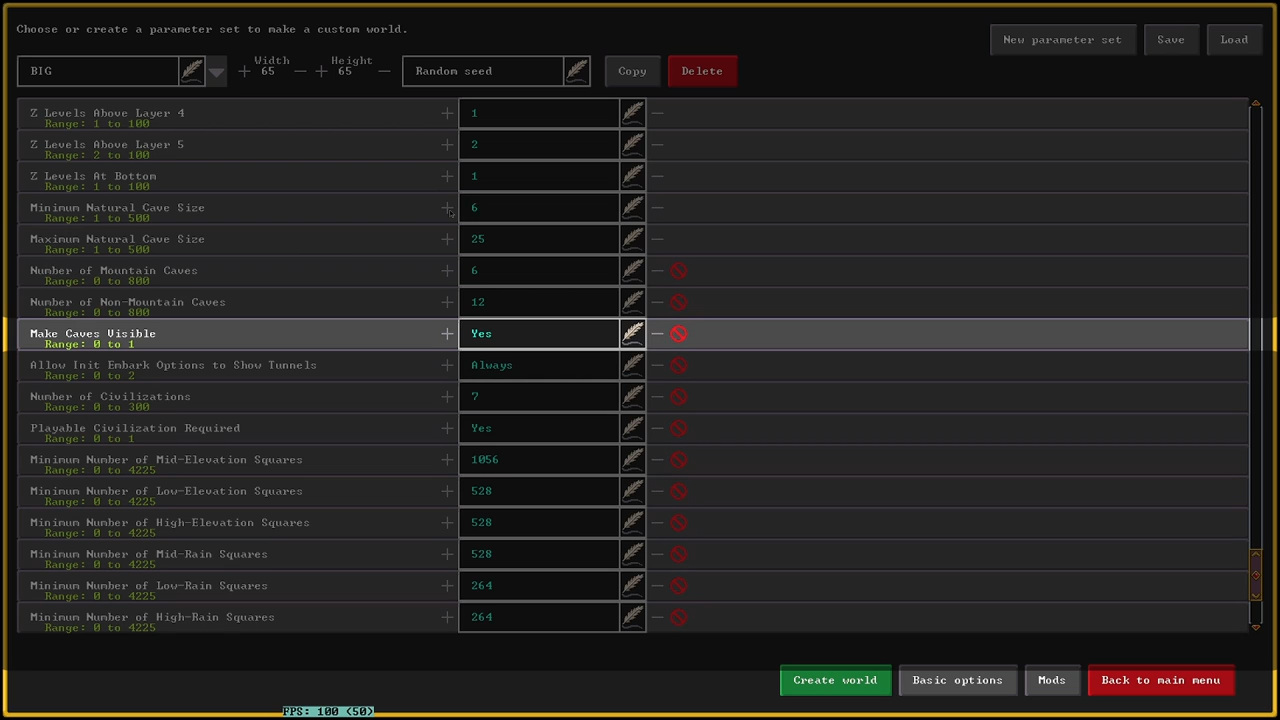 Choose or create a parameter set to make a custom world.
New parameter set Save Load
BIG Width 65 Height 65 Random seed Copy Delete
Z Levels Above Layer 4 1
Range: 1 to 100
Z Levels Above Layer 5 2
Range: 2 to 100
Z Levels At Bottom 1
Range: 1 to 100
Minimum Natural Cave Size 6
Range: 1 to 500
Maximum Natural Cave Size 25
Range: 1 to 500
Number of Mountain Caves 6
Range: 0 to 800
Number of Non-Mountain Caves 12
Range: 0 to 800
Make Caves Visible Yes
Range: 0 to 1
Allow Init Embark Options to Show Tunnels Always
Range: 0 to 2
Number of Civilizations 7
Range: 0 to 300
Playable Civilization Required Yes
Range: 0 to 1
Minimum Number of Mid-Elevation Squares 1056
Range: 0 to 4225
Minimum Number of Low-Elevation Squares 528
Range: 0 to 4225
Minimum Number of High-Elevation Squares 528
Range: 0 to 4225
Minimum Number of Mid-Rain Squares 528
Range: 0 to 4225
Minimum Number of Low-Rain Squares 264
Range: 0 to 4225
Minimum Number of High-Rain Squares 264
Range: 0 to 4225
Create world Basic options Mods Back to main menu
FPS: 100 (50)